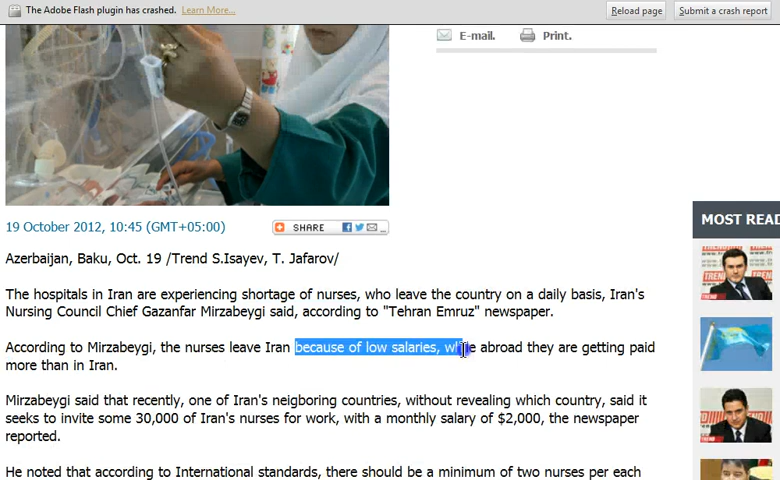 The Adobe Flash plugin has crashed. Learn More...
Reload page
Submit a crash report
E-mail.
Print.
19 October 2012, 10:45 (GMT+05:00)
SHARE
MOST READ
Azerbaijan, Baku, Oct. 19 /Trend S.Isayev, T. Jafarov/
The hospitals in Iran are experiencing shortage of nurses, who leave the country on a daily basis, Iran's
Nursing Council Chief Gazanfar Mirzabeygi said, according to "Tehran Emruz" newspaper.
According to Mirzabeygi, the nurses leave Iran because of low salaries, while abroad they are getting paid
more than in Iran.
Mirzabeygi said that recently, one of Iran's neigboring countries, without revealing which country, said it
seeks to invite some 30,000 of Iran's nurses for work, with a monthly salary of $2,000, the newspaper
reported.
He noted that according to International standards, there should be a minimum of two nurses per each